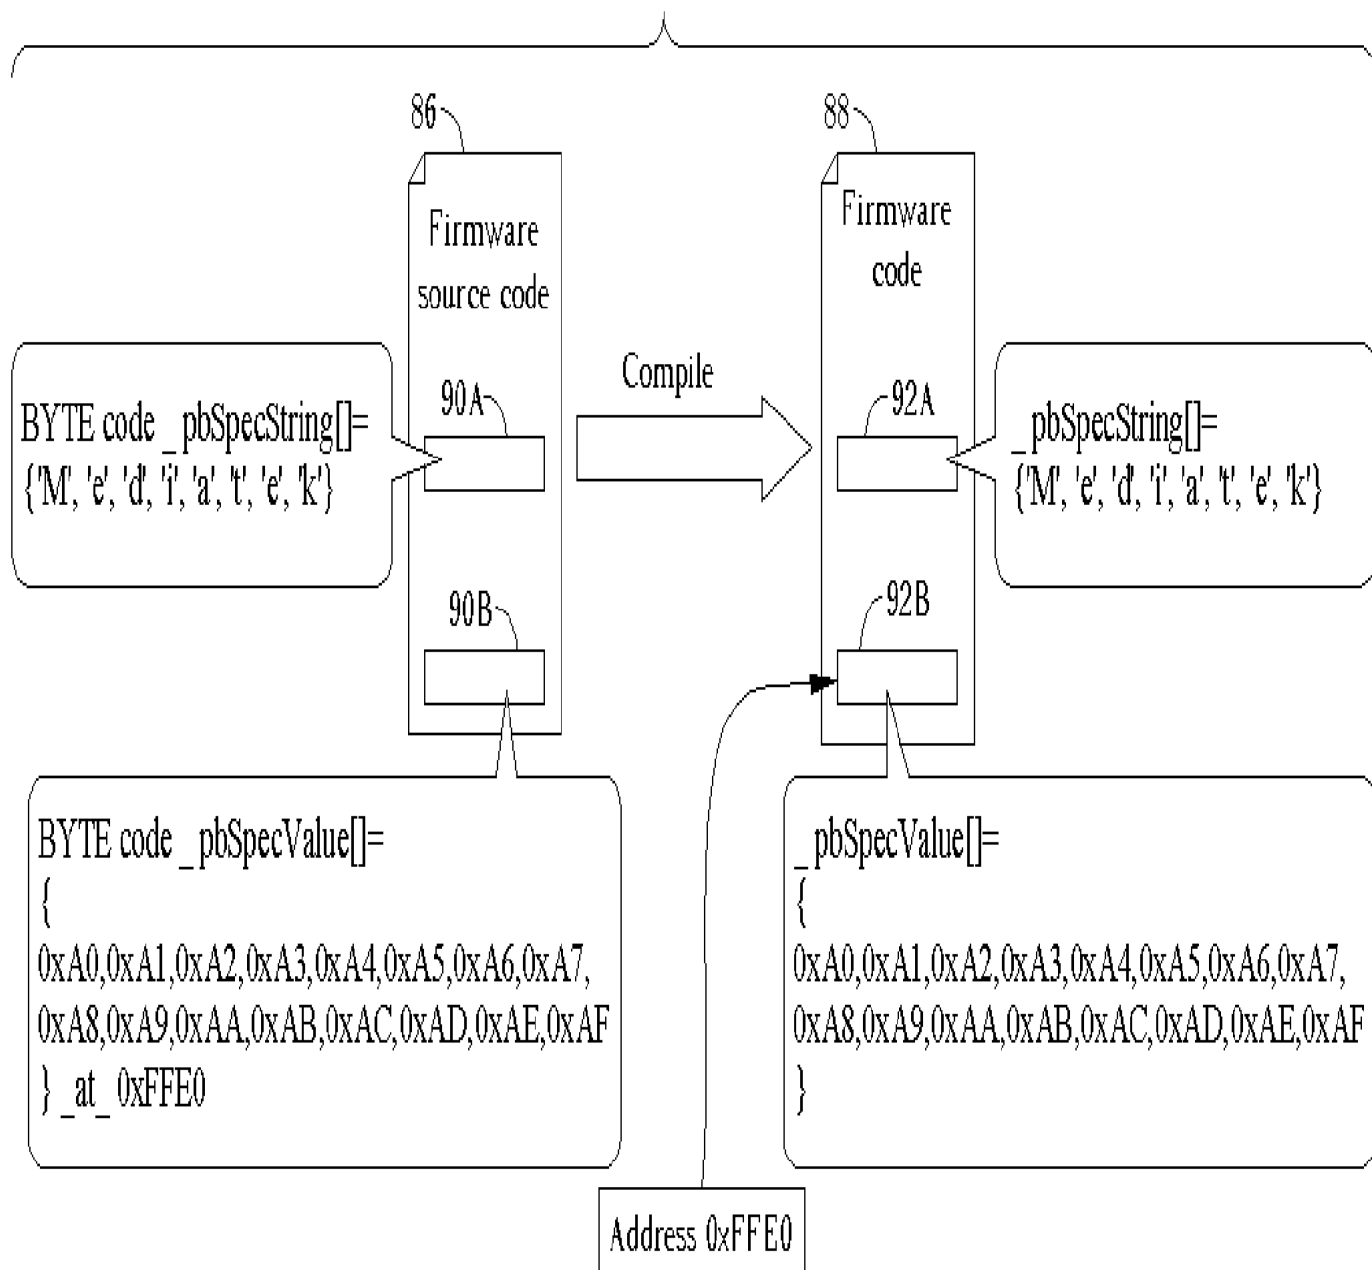 86
88
Firmware
source code
Firmware
code
Compile
90A
92A
BYTE code _pbSpecString[]=
{'M', 'e', 'd', 'i', 'a', 't', 'e', 'k'}
_pbSpecString[]=
{'M', 'e', 'd', 'i', 'a', 't', 'e', 'k'}
90B
92B
BYTE code _pbSpecValue[]=
{
0xA0,0xA1,0xA2,0xA3,0xA4,0xA5,0xA6,0xA7,
0xA8,0xA9,0xAA,0xAB,0xAC,0xAD,0xAE,0xAF
} _at_ 0xFFE0
_pbSpecValue[]=
{
0xA0,0xA1,0xA2,0xA3,0xA4,0xA5,0xA6,0xA7,
0xA8,0xA9,0xAA,0xAB,0xAC,0xAD,0xAE,0xAF
}
Address 0xFFE0